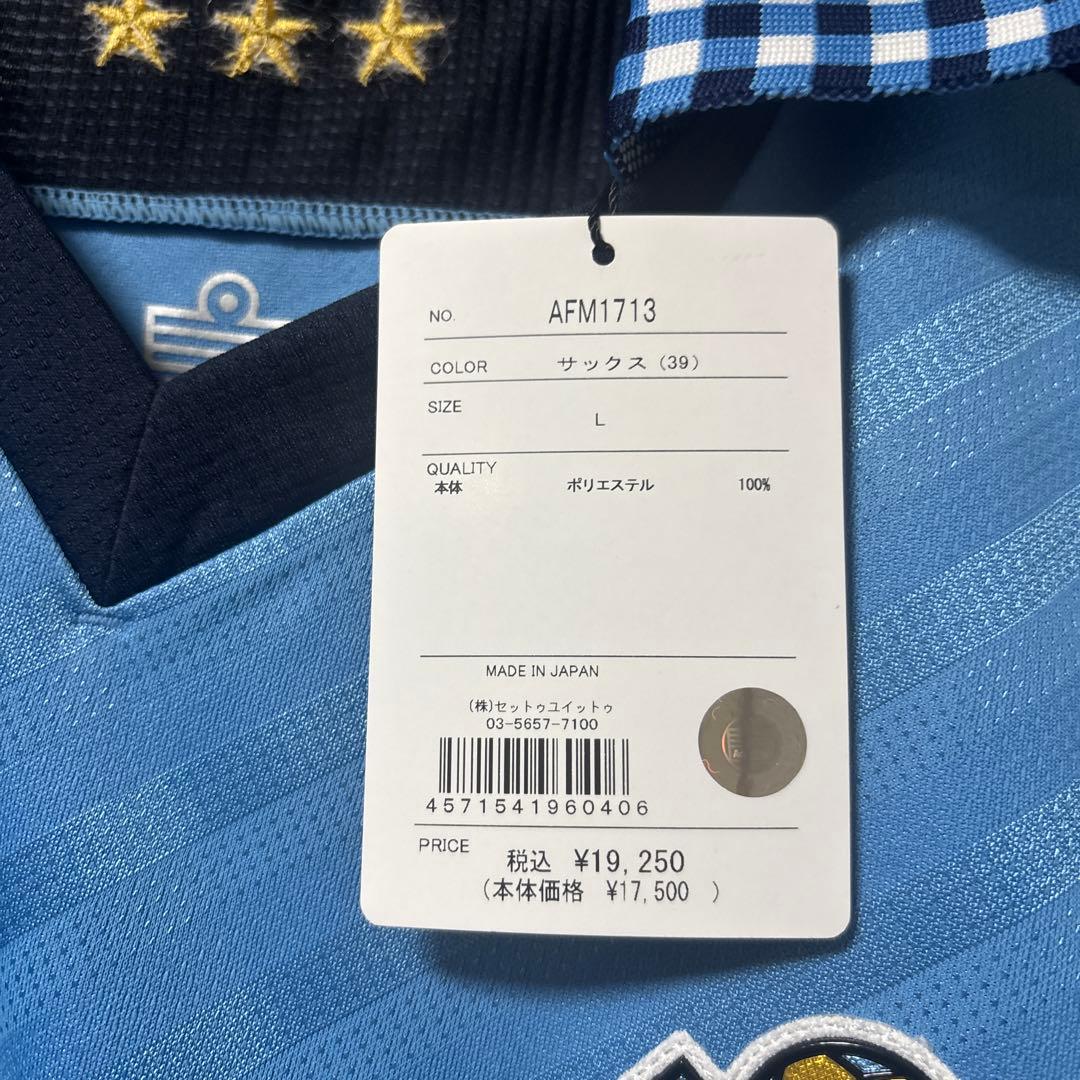 NO. AFM1713
COLOR サックス（39）
SIZE
L
QUALITY
本体 ポリエステル 100%
MADE IN JAPAN
(株)セットゥユイットゥ
03-5657-7100
4571541960406
PRICE 税込 ¥19,250
（本体価格 ¥17,500 ）